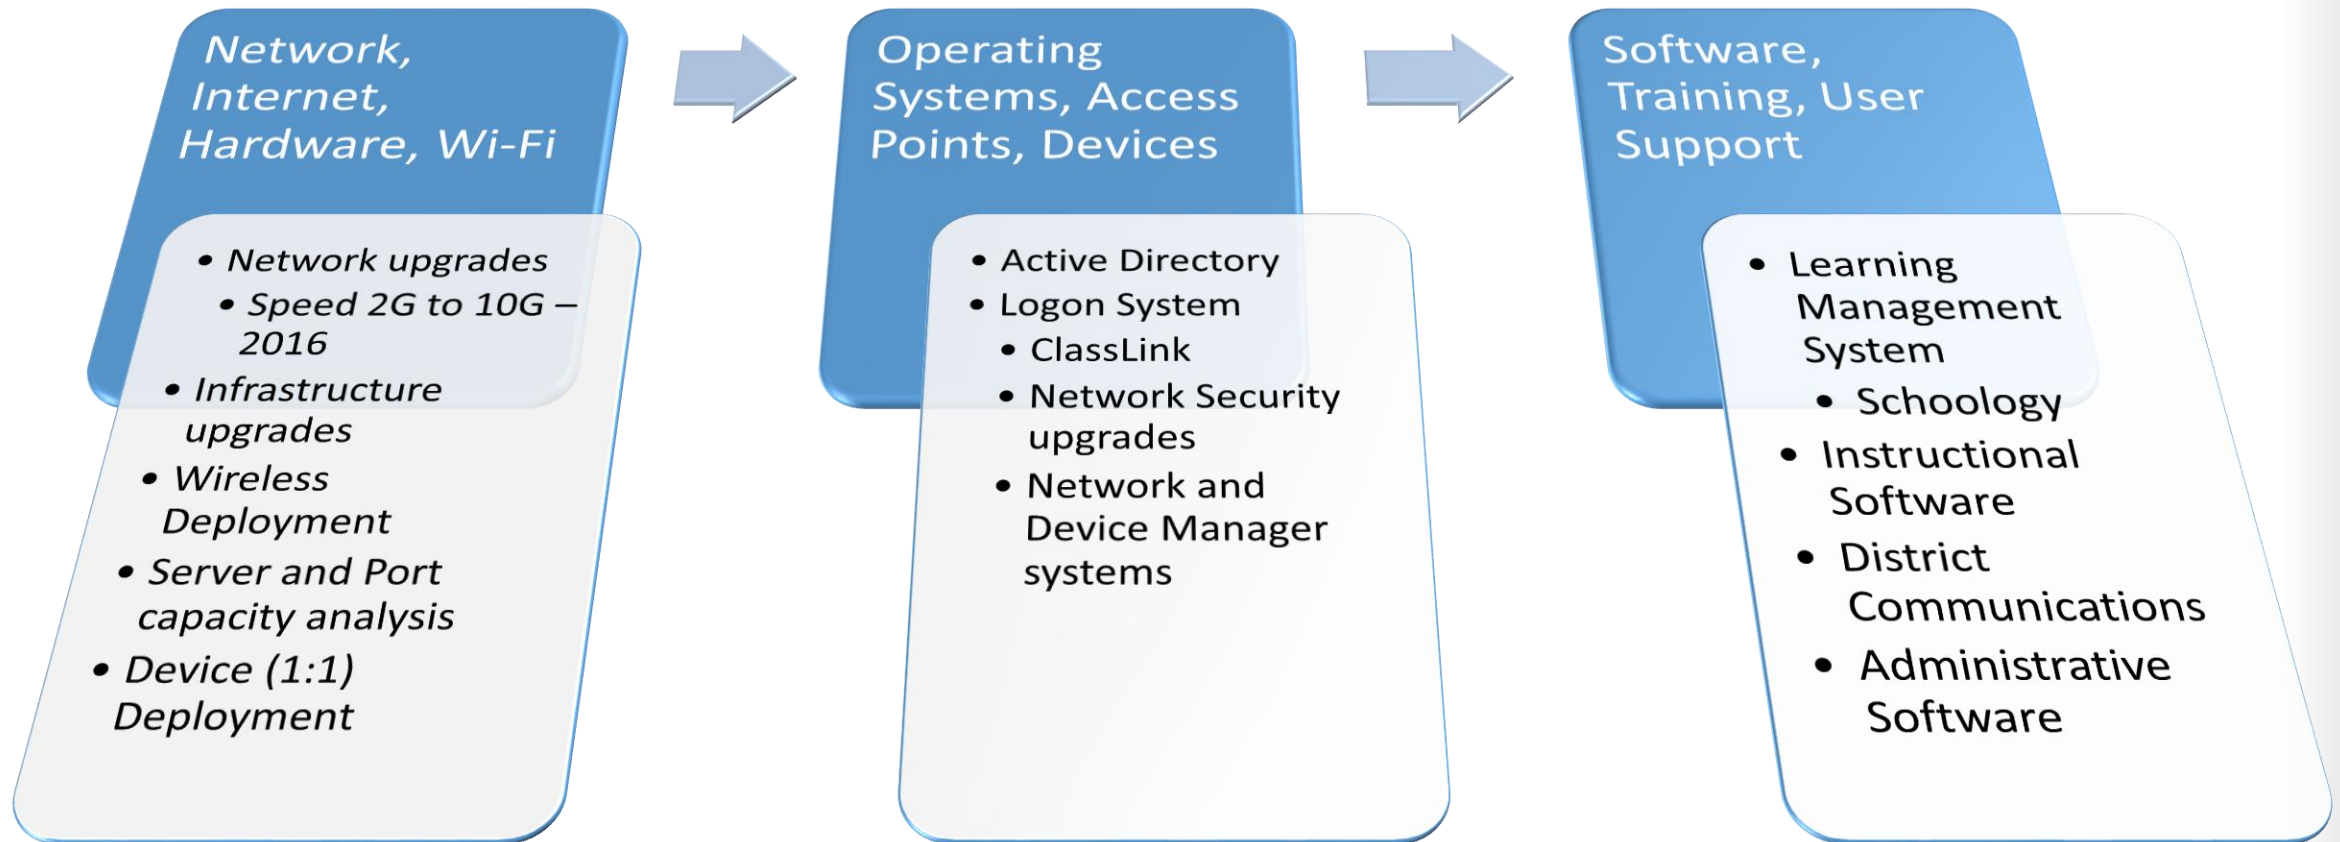 Network,
Internet,
Hardware, Wi-Fi
• Network upgrades
• Speed 2G to 10G –
2016
• Infrastructure
upgrades
• Wireless
Deployment
• Server and Port
capacity analysis
• Device (1:1)
Deployment
Operating
Systems, Access
Points, Devices
• Active Directory
• Logon System
• ClassLink
• Network Security
upgrades
• Network and
Device Manager
systems
Software,
Training, User
Support
• Learning
Management
System
• Schoology
• Instructional
Software
• District
Communications
• Administrative
Software